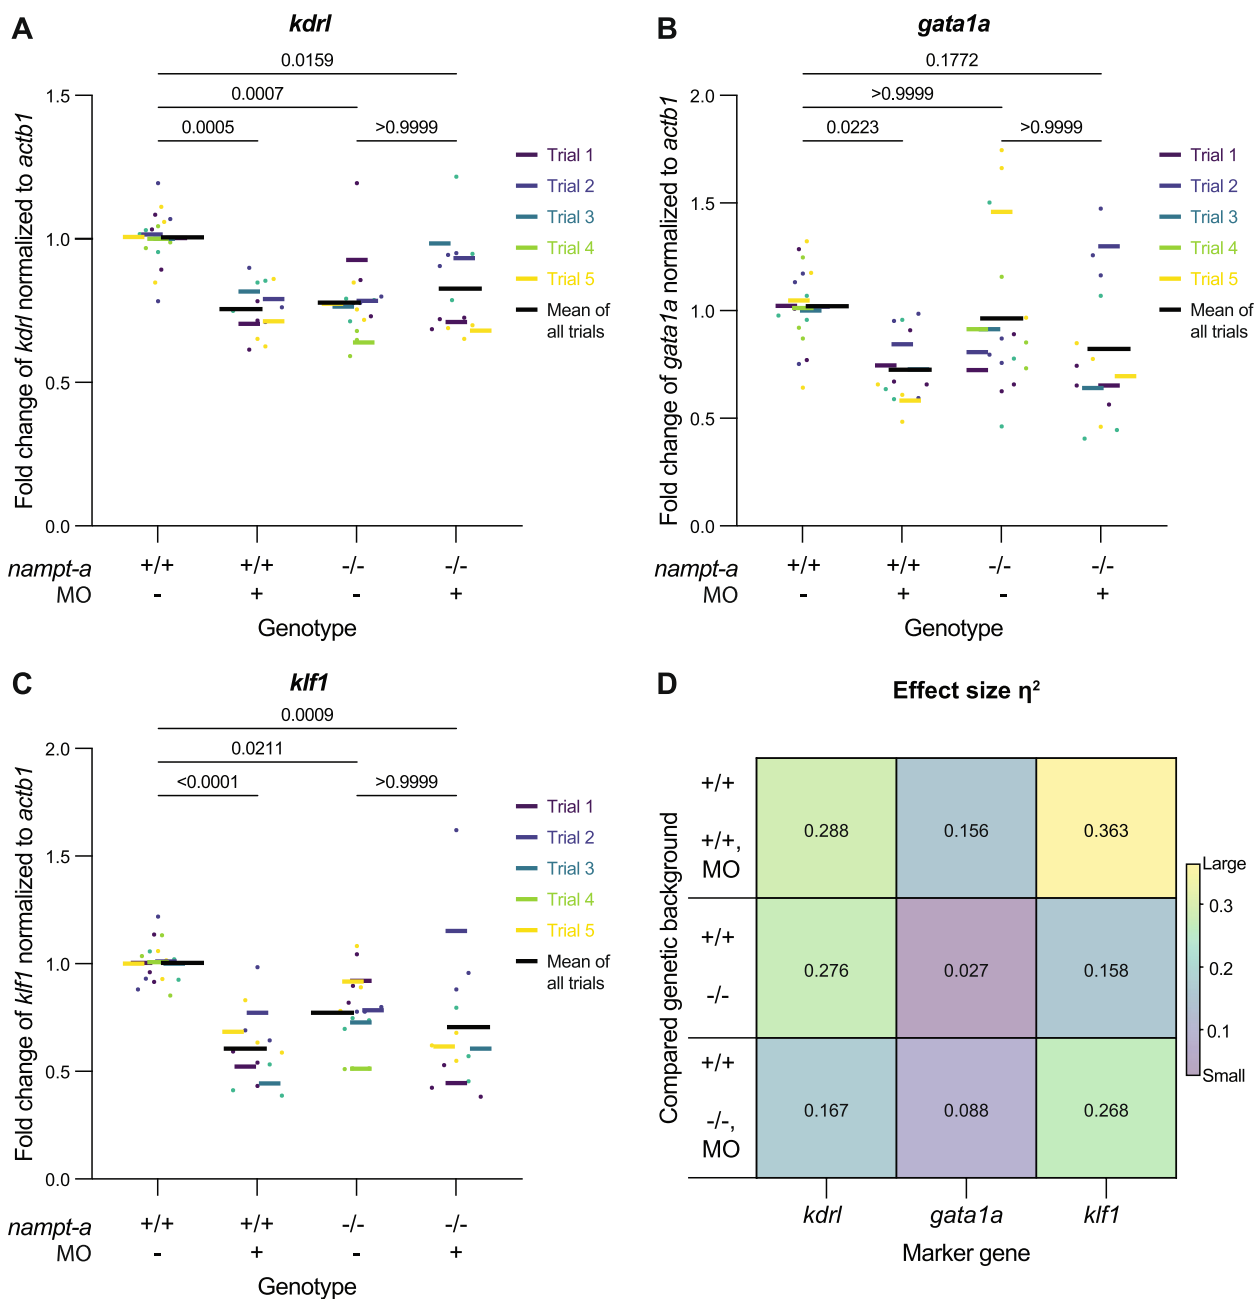 A
kdrl
0.0159
0.0007
0.0005
>0.9999
Fold change of kdrl normalized to actb1
1.5
1.0
0.5
0.0
Trial 1
Trial 2
Trial 3
Trial 4
Trial 5
Mean of
all trials
nampt-a +/+ +/+ -/- -/-
MO - + - +
Genotype
B
gata1a
0.1772
>0.9999
0.0223
>0.9999
Fold change of gata1a normalized to actb1
2.0
1.5
1.0
0.5
0.0
Trial 1
Trial 2
Trial 3
Trial 4
Trial 5
Mean of
all trials
nampt-a +/+ +/+ -/- -/-
MO - + - +
Genotype
C
klf1
0.0009
0.0211
<0.0001
>0.9999
Fold change of klf1 normalized to actb1
2.0
1.5
1.0
0.5
0.0
Trial 1
Trial 2
Trial 3
Trial 4
Trial 5
Mean of
all trials
nampt-a +/+ +/+ -/- -/-
MO - + - +
Genotype
D
Effect size η²
Compared genetic background
+/+
+/+,
MO
0.288 0.156 0.363
+/+
-/-
0.276 0.027 0.158
+/+
-/-,
MO
0.167 0.088 0.268
kdrl gata1a klf1
Marker gene
Large
0.3
0.2
0.1
Small